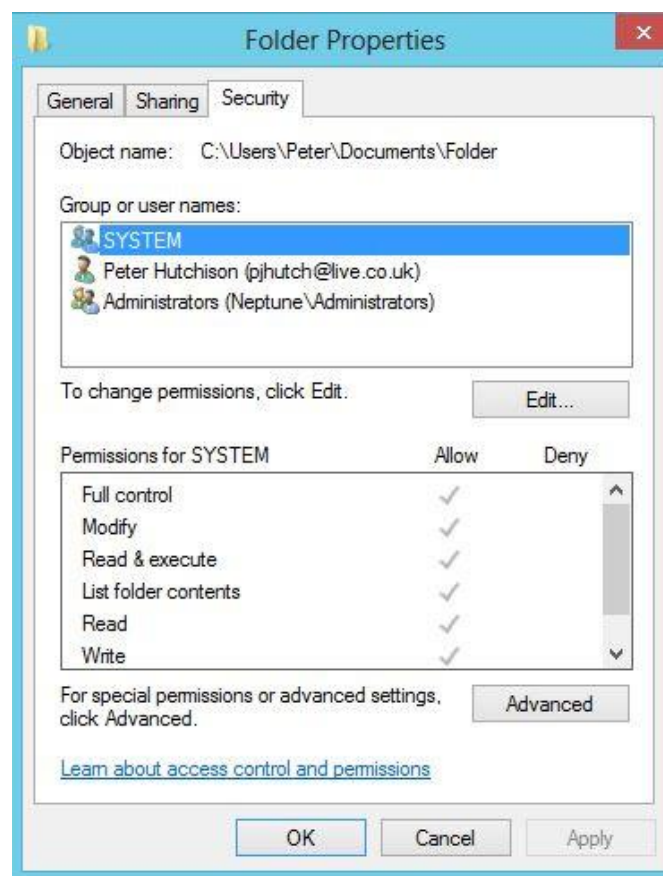 Folder Properties
General Sharing Security
Object name: C:\Users\Peter\Documents\Folder
Group or user names:
SYSTEM
Peter Hutchison (pjhutch@live.co.uk)
Administrators (Neptune\Administrators)
To change permissions, click Edit.
Edit...
Permissions for SYSTEM Allow Deny
Full control
Modify
Read & execute
List folder contents
Read
Write
For special permissions or advanced settings,
click Advanced.
Advanced
Learn about access control and permissions
OK Cancel Apply